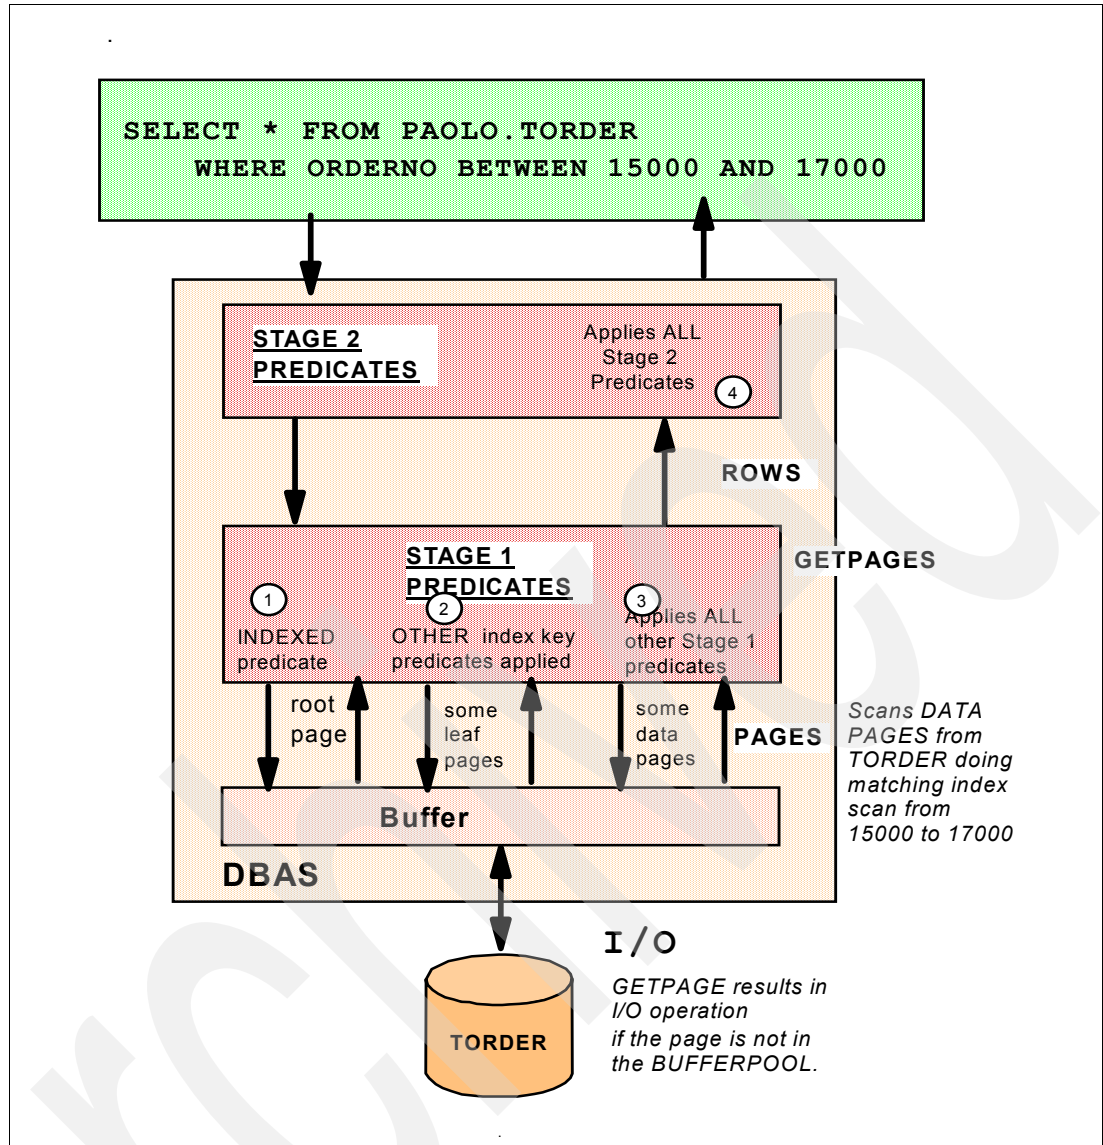 SELECT * FROM PAOLO.TORDER
WHERE ORDERNO BETWEEN 15000 AND 17000
STAGE 2
PREDICATES
Applies ALL
Stage 2
Predicates
4
ROWS
STAGE 1
PREDICATES
GETPAGES
1
INDEXED
predicate
2
OTHER index key
predicates applied
3
Applies ALL
other Stage 1
predicates
root
page
some
leaf
pages
some
data
pages
PAGES
Scans DATA
PAGES from
TORDER doing
matching index
scan from
15000 to 17000
Buffer
DBAS
I/O
GETPAGE results in
I/O operation
if the page is not in
the BUFFERPOOL.
TORDER